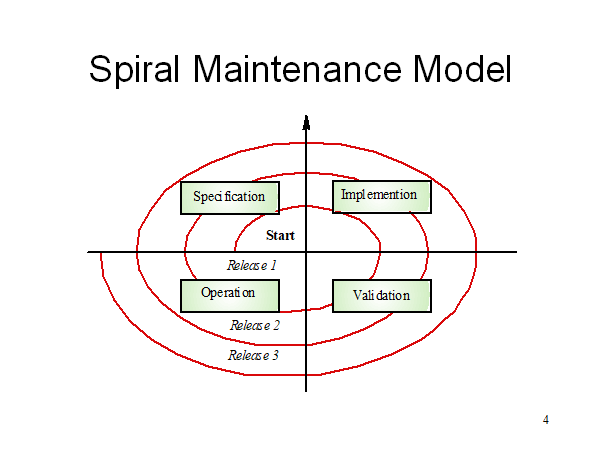 Spiral Maintenance Model
Specification
Implemention
Start
Release 1
Operation
Validation
Release 2
Release 3
4